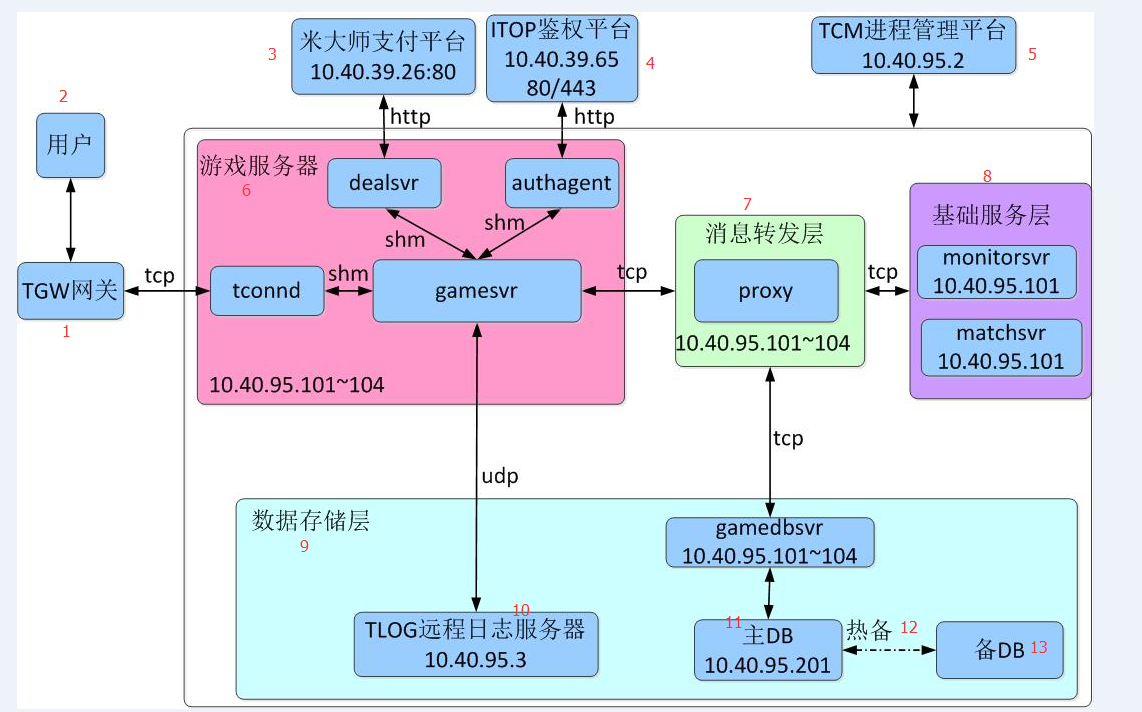 米大师支付平台
10.40.39.26:80
3
ITOP鉴权平台
10.40.39.65
80/443
4
TCM进程管理平台
10.40.95.2
5
2
用户
http
http
游戏服务器
6
dealsvr
authagent
shm
shm
7
消息转发层
proxy
10.40.95.101~104
8
基础服务层
monitorsvr
10.40.95.101
matchsvr
10.40.95.101
TGW网关
1
tcp
tconnd
shm
gamesvr
tcp
tcp
10.40.95.101~104
udp
tcp
数据存储层
9
gamedbsvr
10.40.95.101~104
10
TLOG远程日志服务器
10.40.95.3
11
主DB
10.40.95.201
热备
12
备DB
13